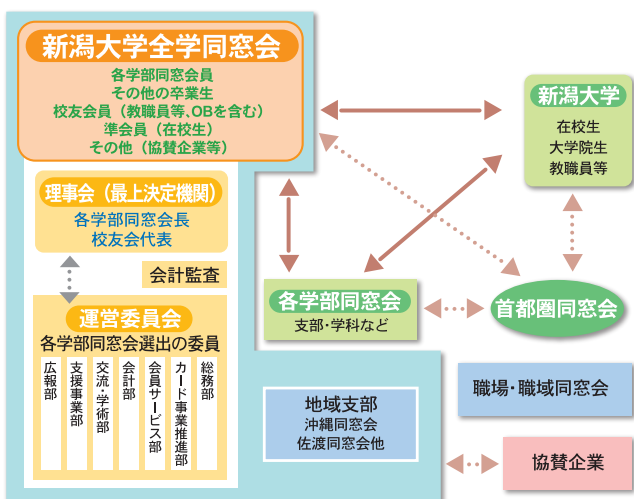 新潟大学全学同窓会
各学部同窓会員
その他の卒業生
校友会員（教職員等、OBを含む）
準会員（在校生）
その他（協賛企業等）
理事会（最上決定機関）
各学部同窓会長
校友会代表
会計監査
運営委員会
各学部同窓会選出の委員
広報部
支援事業部
交流・学術部
会計部
会員サービス部
カード事業推進部
総務部
新潟大学
在校生
大学院生
教職員等
各学部同窓会
支部・学科など
首都圏同窓会
地域支部
沖縄同窓会
佐渡同窓会他
職場・職域同窓会
協賛企業